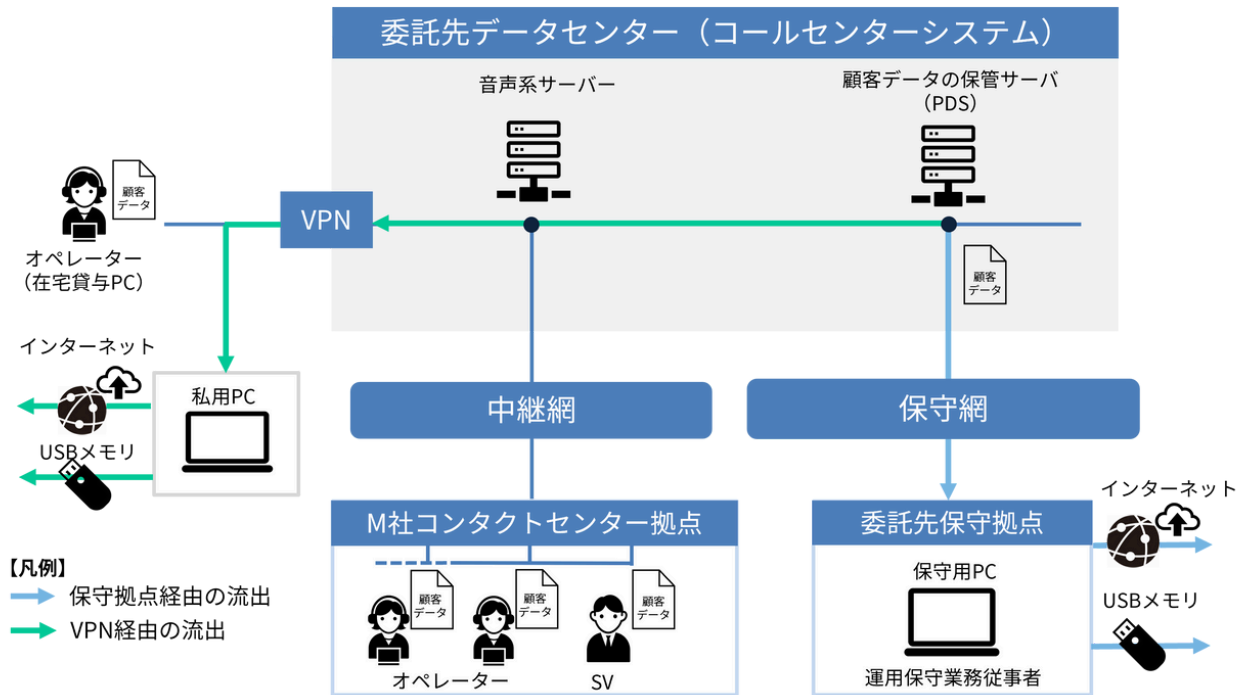 委託先データセンター（コールセンターシステム）
音声系サーバー
顧客データの保管サーバ
（PDS）
顧客
データ
VPN
オペレーター
（在宅貸与PC）
顧客
データ
インターネット
私用PC
USBメモリ
中継網
保守網
M社コンタクトセンター拠点
顧客
データ
顧客
データ
顧客
データ
オペレーター
SV
委託先保守拠点
保守用PC
運用保守業務従事者
インターネット
USBメモリ
【凡例】
保守拠点経由の流出
VPN経由の流出